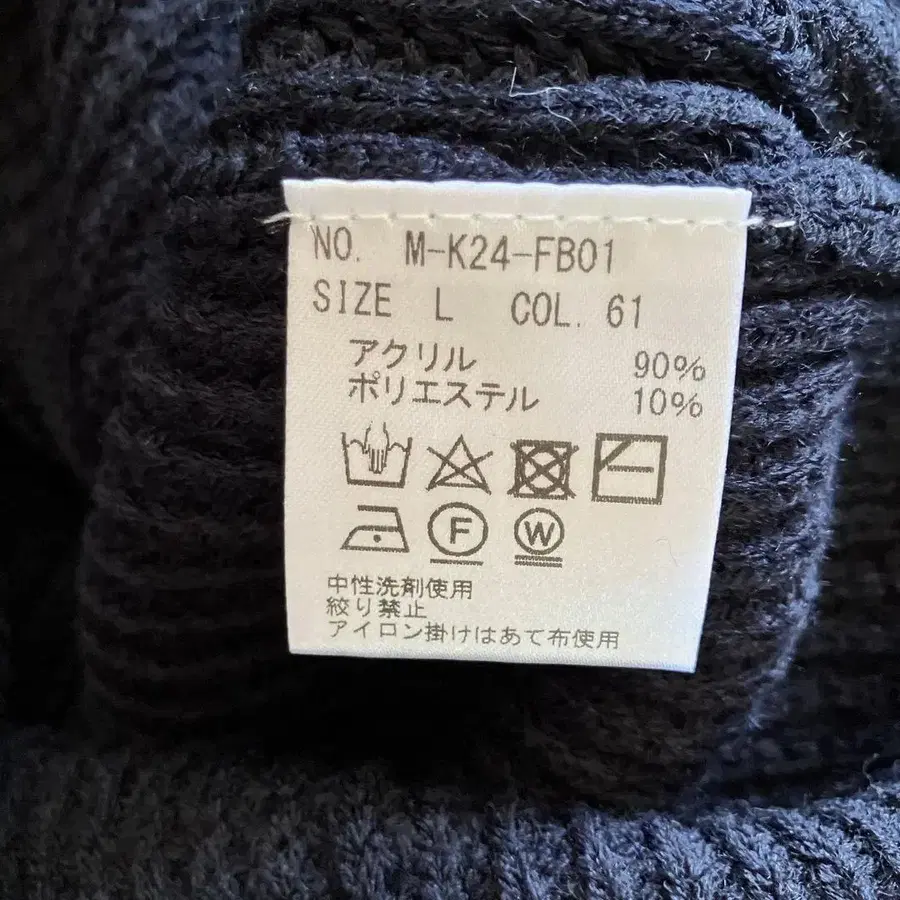 NO. M-K24-FB01
SIZE L COL. 61
アクリル 90%
ポリエステル 10%
F W
中性洗剤使用
絞り禁止
アイロン掛けはあて布使用